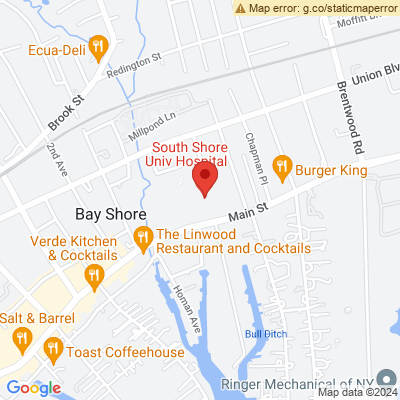 Map error: g.co/staticmaperror
Moffitt Bl
Ecua-Deli
Redington St
Union Blv
Brook St
Brentwood Rd
Millpond Ln
Chapman Pl
2nd Ave
South Shore
Univ Hospital
Burger King
Bay Shore
Main St
Verde Kitchen
& Cocktails
The Linwood
Restaurant and Cocktails
Homan Ave
Salt & Barrel
Bull Ditch
Toast Coffeehouse
Google
Ringer Mechanical of NY
Map data ©2024